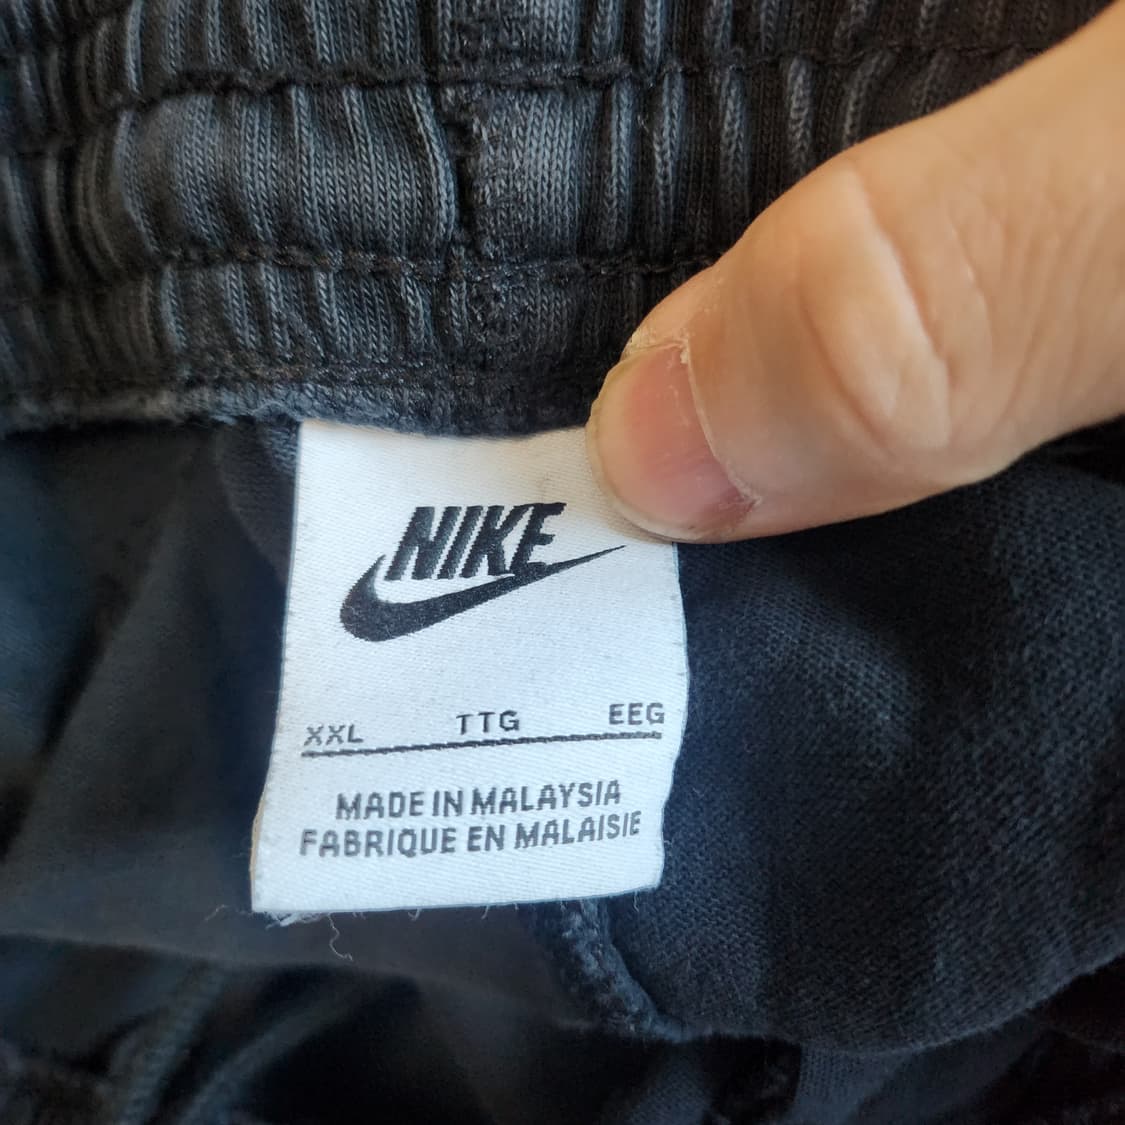 NIKE
XXL TTG EEG
MADE IN MALAYSIA
FABRIQUE EN MALAISIE